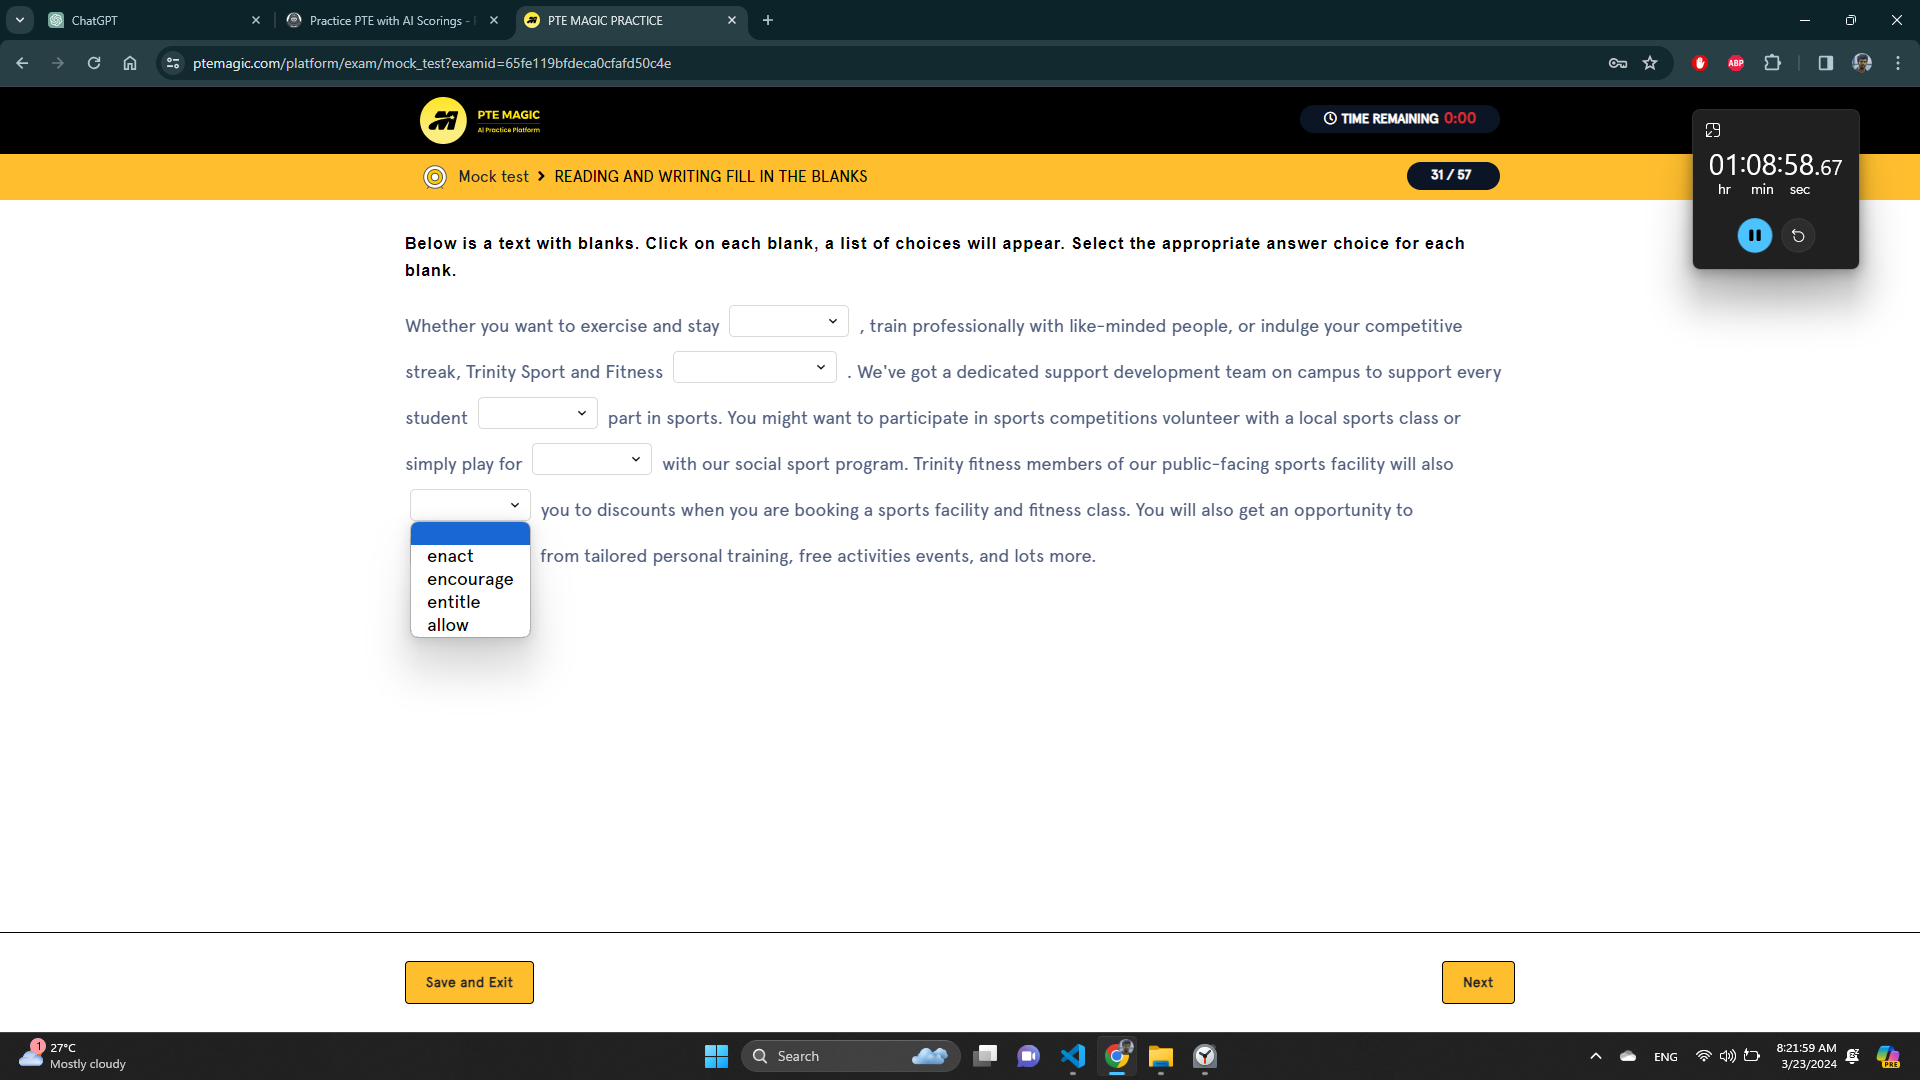 ChatGPT
Practice PTE with AI Scorings -
PTE MAGIC PRACTICE
ptemagic.com/platform/exam/mock_test?examid=65fe119bfdeca0cfafd50c4e
ABP
PTE MAGIC
AI Practice Platform
TIME REMAINING 0:00
01:08:58.67
hr min sec
Mock test > READING AND WRITING FILL IN THE BLANKS
31 / 57
Below is a text with blanks. Click on each blank, a list of choices will appear. Select the appropriate answer choice for each
blank.
Whether you want to exercise and stay , train professionally with like-minded people, or indulge your competitive
streak, Trinity Sport and Fitness . We've got a dedicated support development team on campus to support every
student part in sports. You might want to participate in sports competitions volunteer with a local sports class or
simply play for with our social sport program. Trinity fitness members of our public-facing sports facility will also
you to discounts when you are booking a sports facility and fitness class. You will also get an opportunity to
from tailored personal training, free activities events, and lots more.
enact
encourage
entitle
allow
Save and Exit
Next
1
27°C
Mostly cloudy
Search
PRE
ENG
8:21:59 AM
3/23/2024